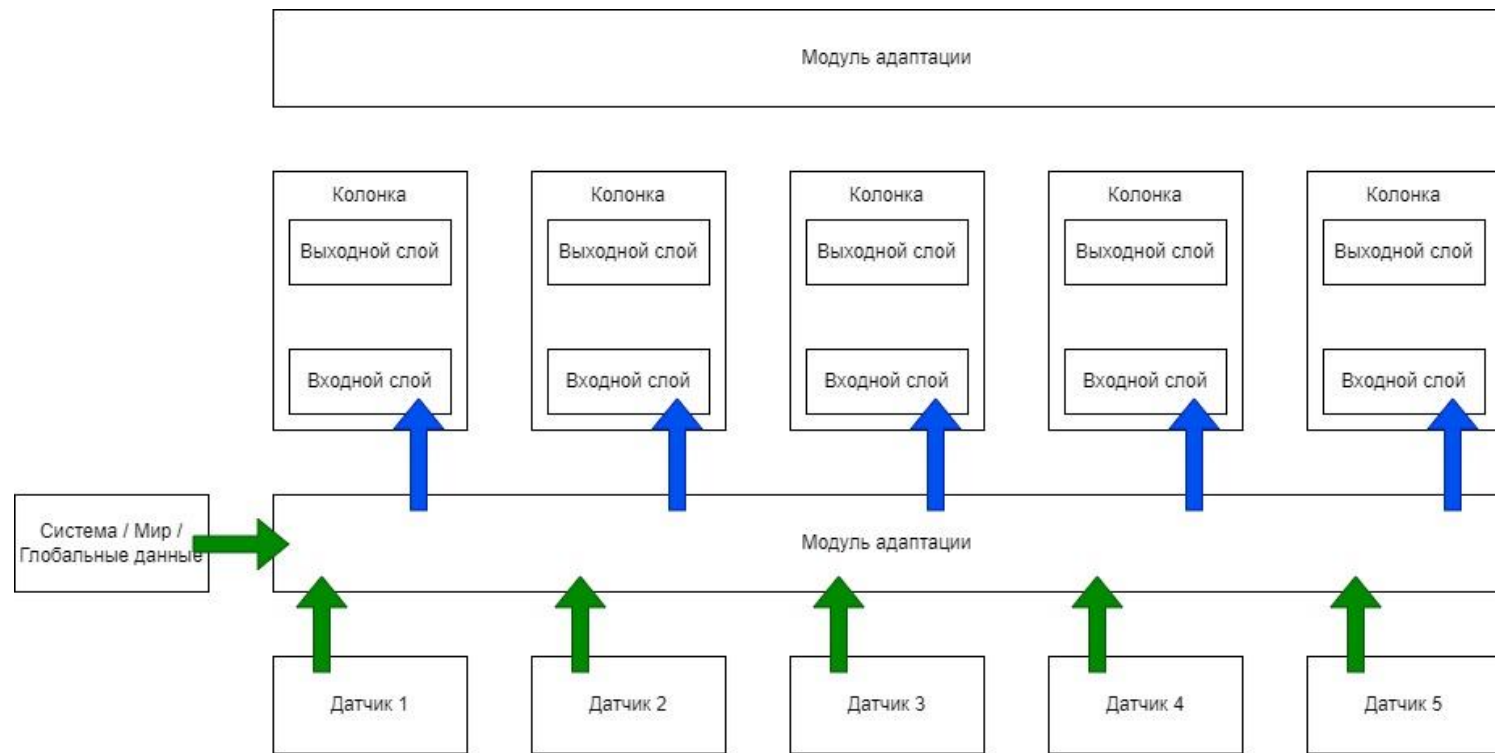 Модуль адаптации
Колонка
Колонка
Колонка
Колонка
Колонка
Выходной слой
Выходной слой
Выходной слой
Выходной слой
Выходной слой
Входной слой
Входной слой
Входной слой
Входной слой
Входной слой
Система / Мир /
Глобальные данные
Модуль адаптации
Датчик 1
Датчик 2
Датчик 3
Датчик 4
Датчик 5